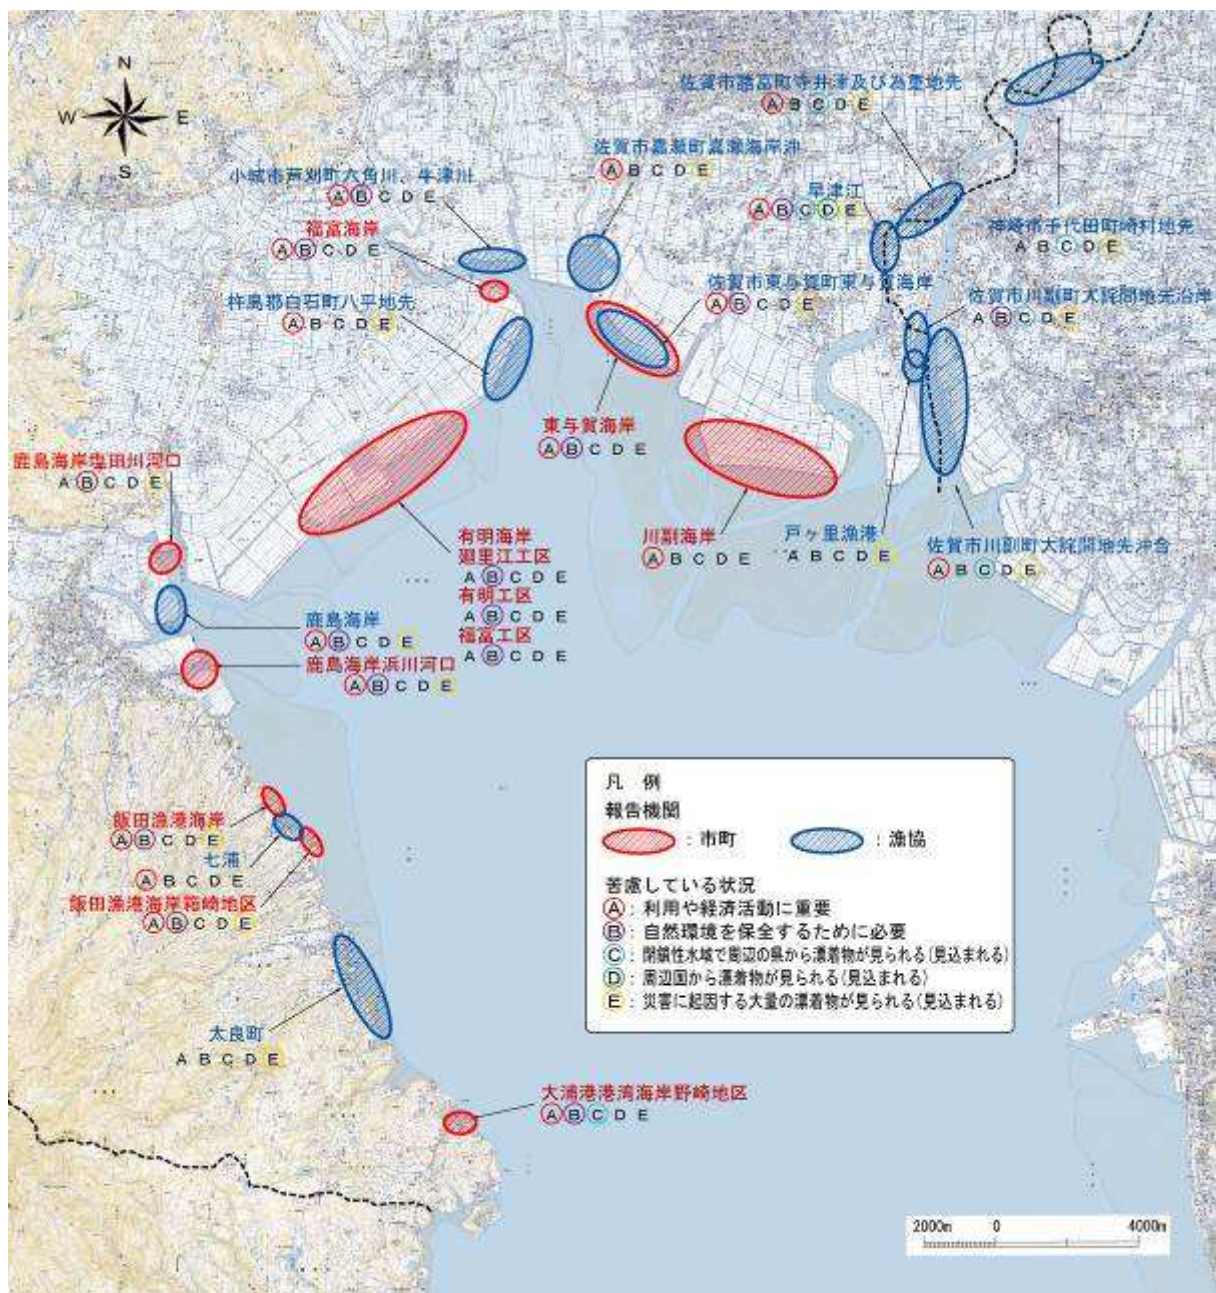 N
W E
S
佐賀市諸富町寺井津及び為重地先
A B C D E
佐賀市嘉瀬町嘉瀬海岸沖
A B C D E
小城市芦刈町六角川、牛津川
A B C D E
早津江
A B C D E
福富海岸
A B C D E
神埼市千代田町崎村地先
A B C D E
杵島郡白石町八平地先
A B C D E
佐賀市東与賀町東与賀海岸
A B C D E
佐賀市川副町大詫間地先沿岸
A B C D E
東与賀海岸
A B C D E
鹿島海岸塩田川河口
A B C D E
有明海岸
廻里江工区
A B C D E
有明工区
A B C D E
福富工区
A B C D E
川副海岸
A B C D E
戸ヶ里漁港
A B C D E
佐賀市川副町大詫間地先沖合
A B C D E
鹿島海岸
A B C D E
鹿島海岸浜川河口
A B C D E
飯田漁港海岸
A B C D E
七浦
A B C D E
飯田漁港海岸箱崎地区
A B C D E
太良町
A B C D E
大浦港港湾海岸野崎地区
A B C D E
凡 例
報告機関
：市町 ：漁協
苦慮している状況
A：利用や経済活動に重要
B：自然環境を保全するために必要
C：閉鎖性水域で周辺の県から漂着物が見られる(見込まれる)
D：周辺国から漂着物が見られる(見込まれる)
E：災害に起因する大量の漂着物が見られる(見込まれる)
2000m 0 4000m